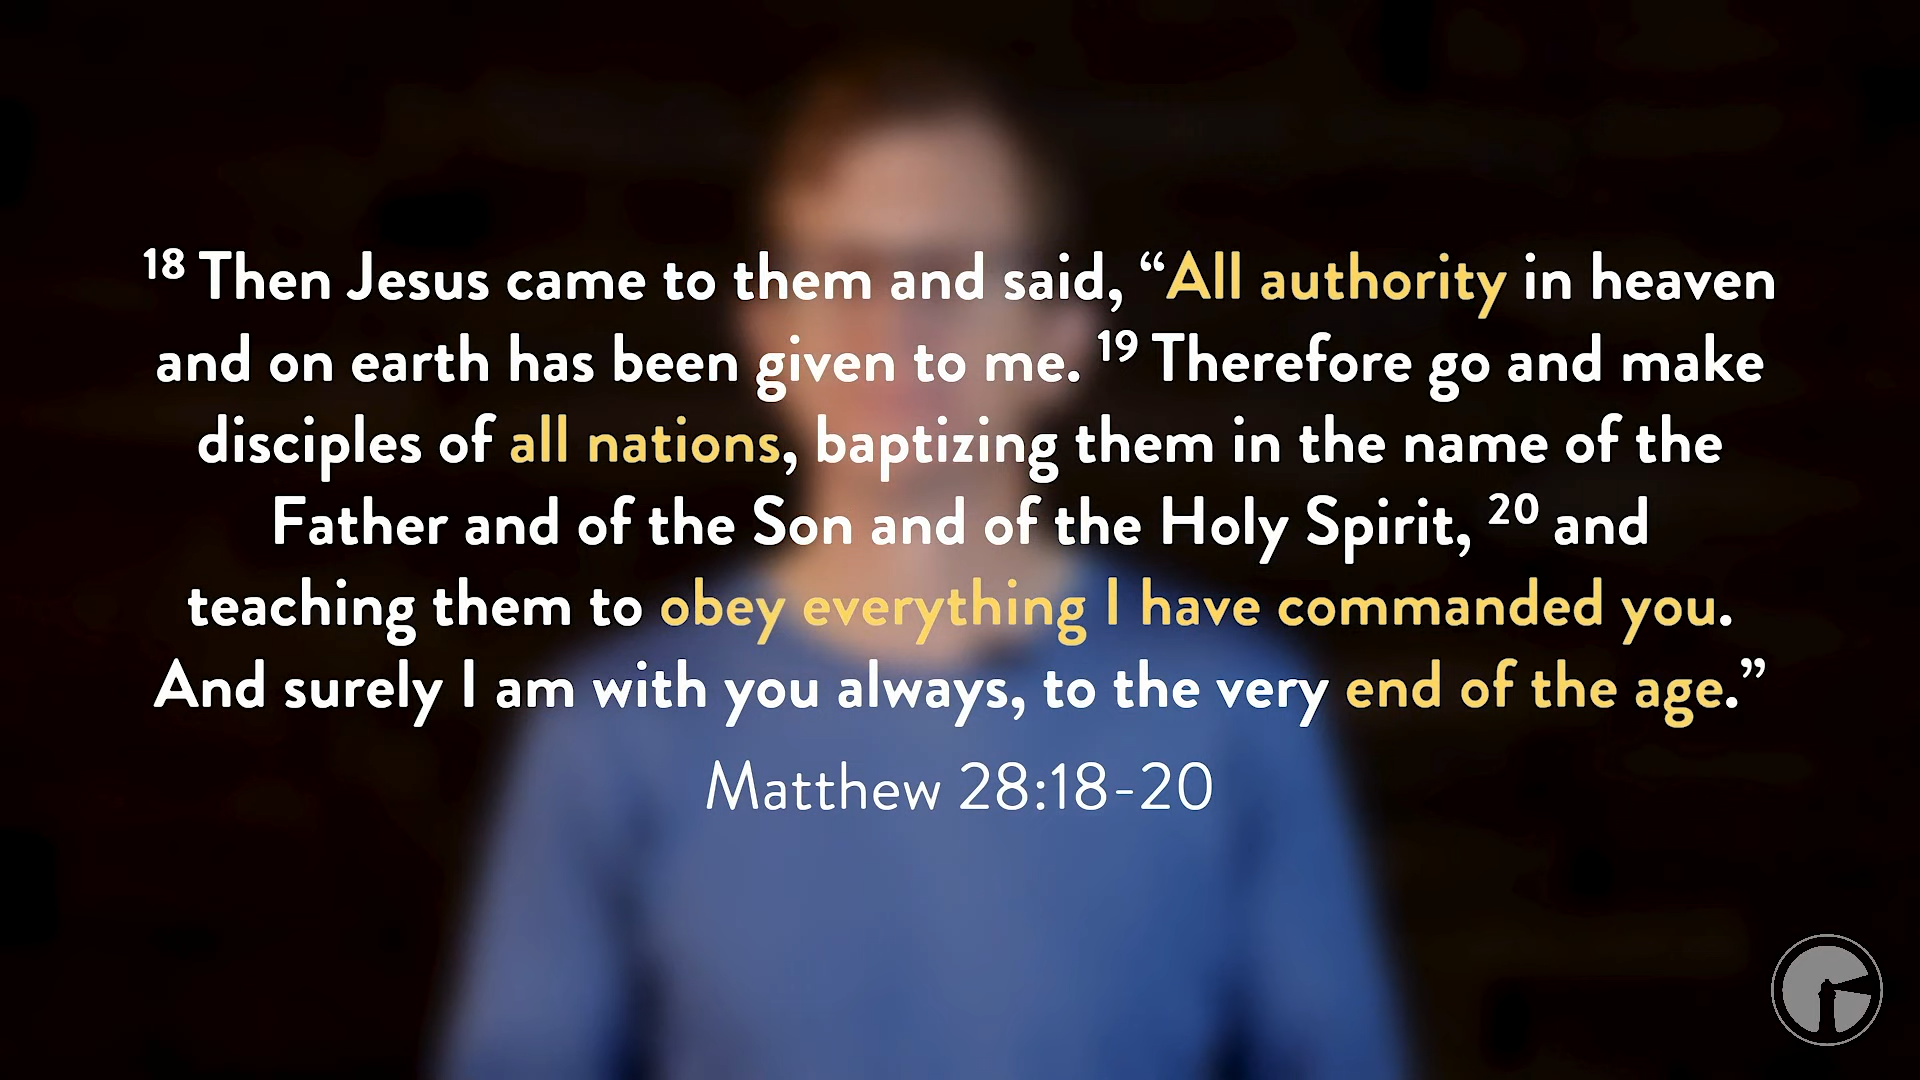 18 Then Jesus came to them and said, “All authority in heaven
and on earth has been given to me. 19 Therefore go and make
disciples of all nations, baptizing them in the name of the
Father and of the Son and of the Holy Spirit, 20 and
teaching them to obey everything I have commanded you.
And surely I am with you always, to the very end of the age.”
Matthew 28:18-20